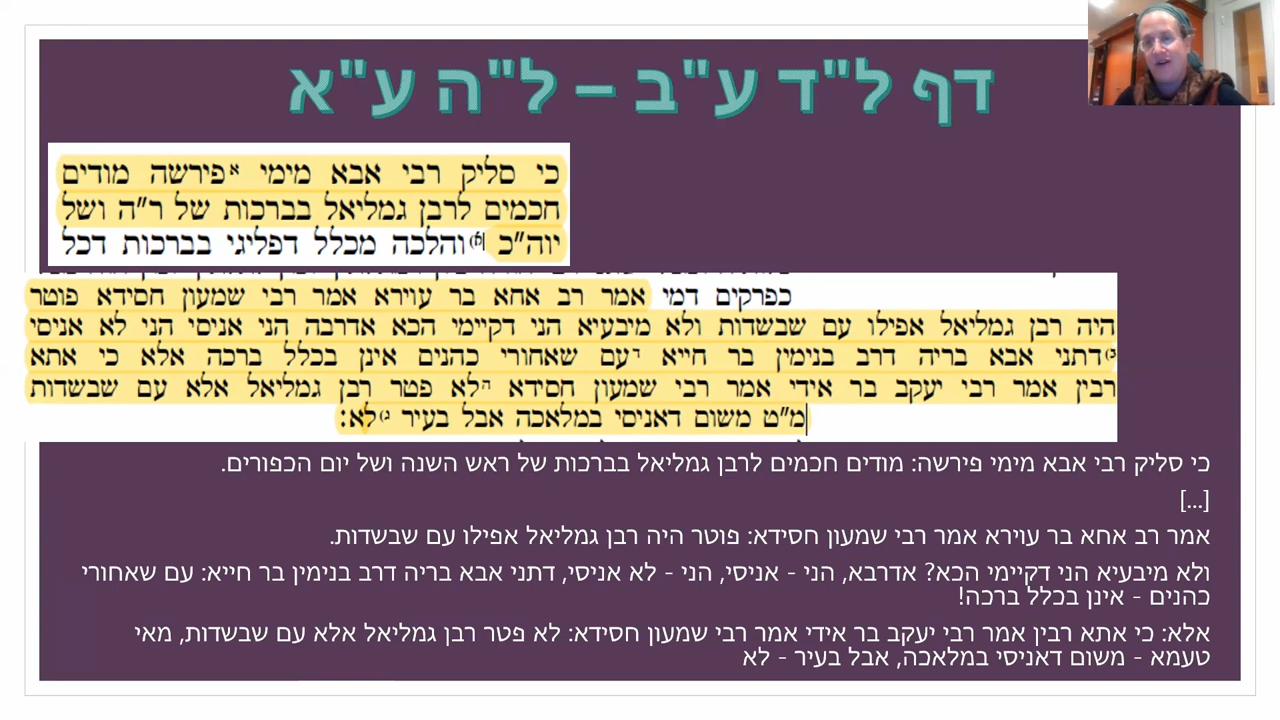 דף ל"ד ע"ב – ל"ה ע"א
כי סליק רבי אבא מימי א פירשה מודים
חכמים לרבן גמליאל בברכות של ר"ה ושל
יוה"כ והלכה מכלל דפליגי בברכות דכל
כפרקים דמי אמר רב אחא בר עוירא אמר רבי שמעון חסידא פוטר
היה רבן גמליאל אפילו עם שבשדות ולא מיבעיא הני דקיימי הכא אדרבה הני אניסי הני לא אניסי
דתני אבא בריה דרב בנימין בר חייא ד עם שאחורי כהנים אינן בכלל ברכה אלא כי אתא
רבין אמר רבי יעקב בר אידי אמר רבי שמעון חסידא ה לא פטר רבן גמליאל אלא עם שבשדות
מ"ט משום דאניסי במלאכה אבל בעיר לא:
כי סליק רבי אבא מימי פירשה: מודים חכמים לרבן גמליאל בברכות של ראש השנה ושל יום הכפורים.
[...]
אמר רב אחא בר עוירא אמר רבי שמעון חסידא: פוטר היה רבן גמליאל אפילו עם שבשדות.
ולא מיבעיא הני דקיימי הכא? אדרבא, הני - אניסי, הני - לא אניסי, דתני אבא בריה דרב בנימין בר חייא: עם שאחורי
כהנים - אינן בכלל ברכה!
אלא: כי אתא רבין אמר רבי יעקב בר אידי אמר רבי שמעון חסידא: לא פטר רבן גמליאל אלא עם שבשדות, מאי
טעמא - משום דאניסי במלאכה, אבל בעיר - לא